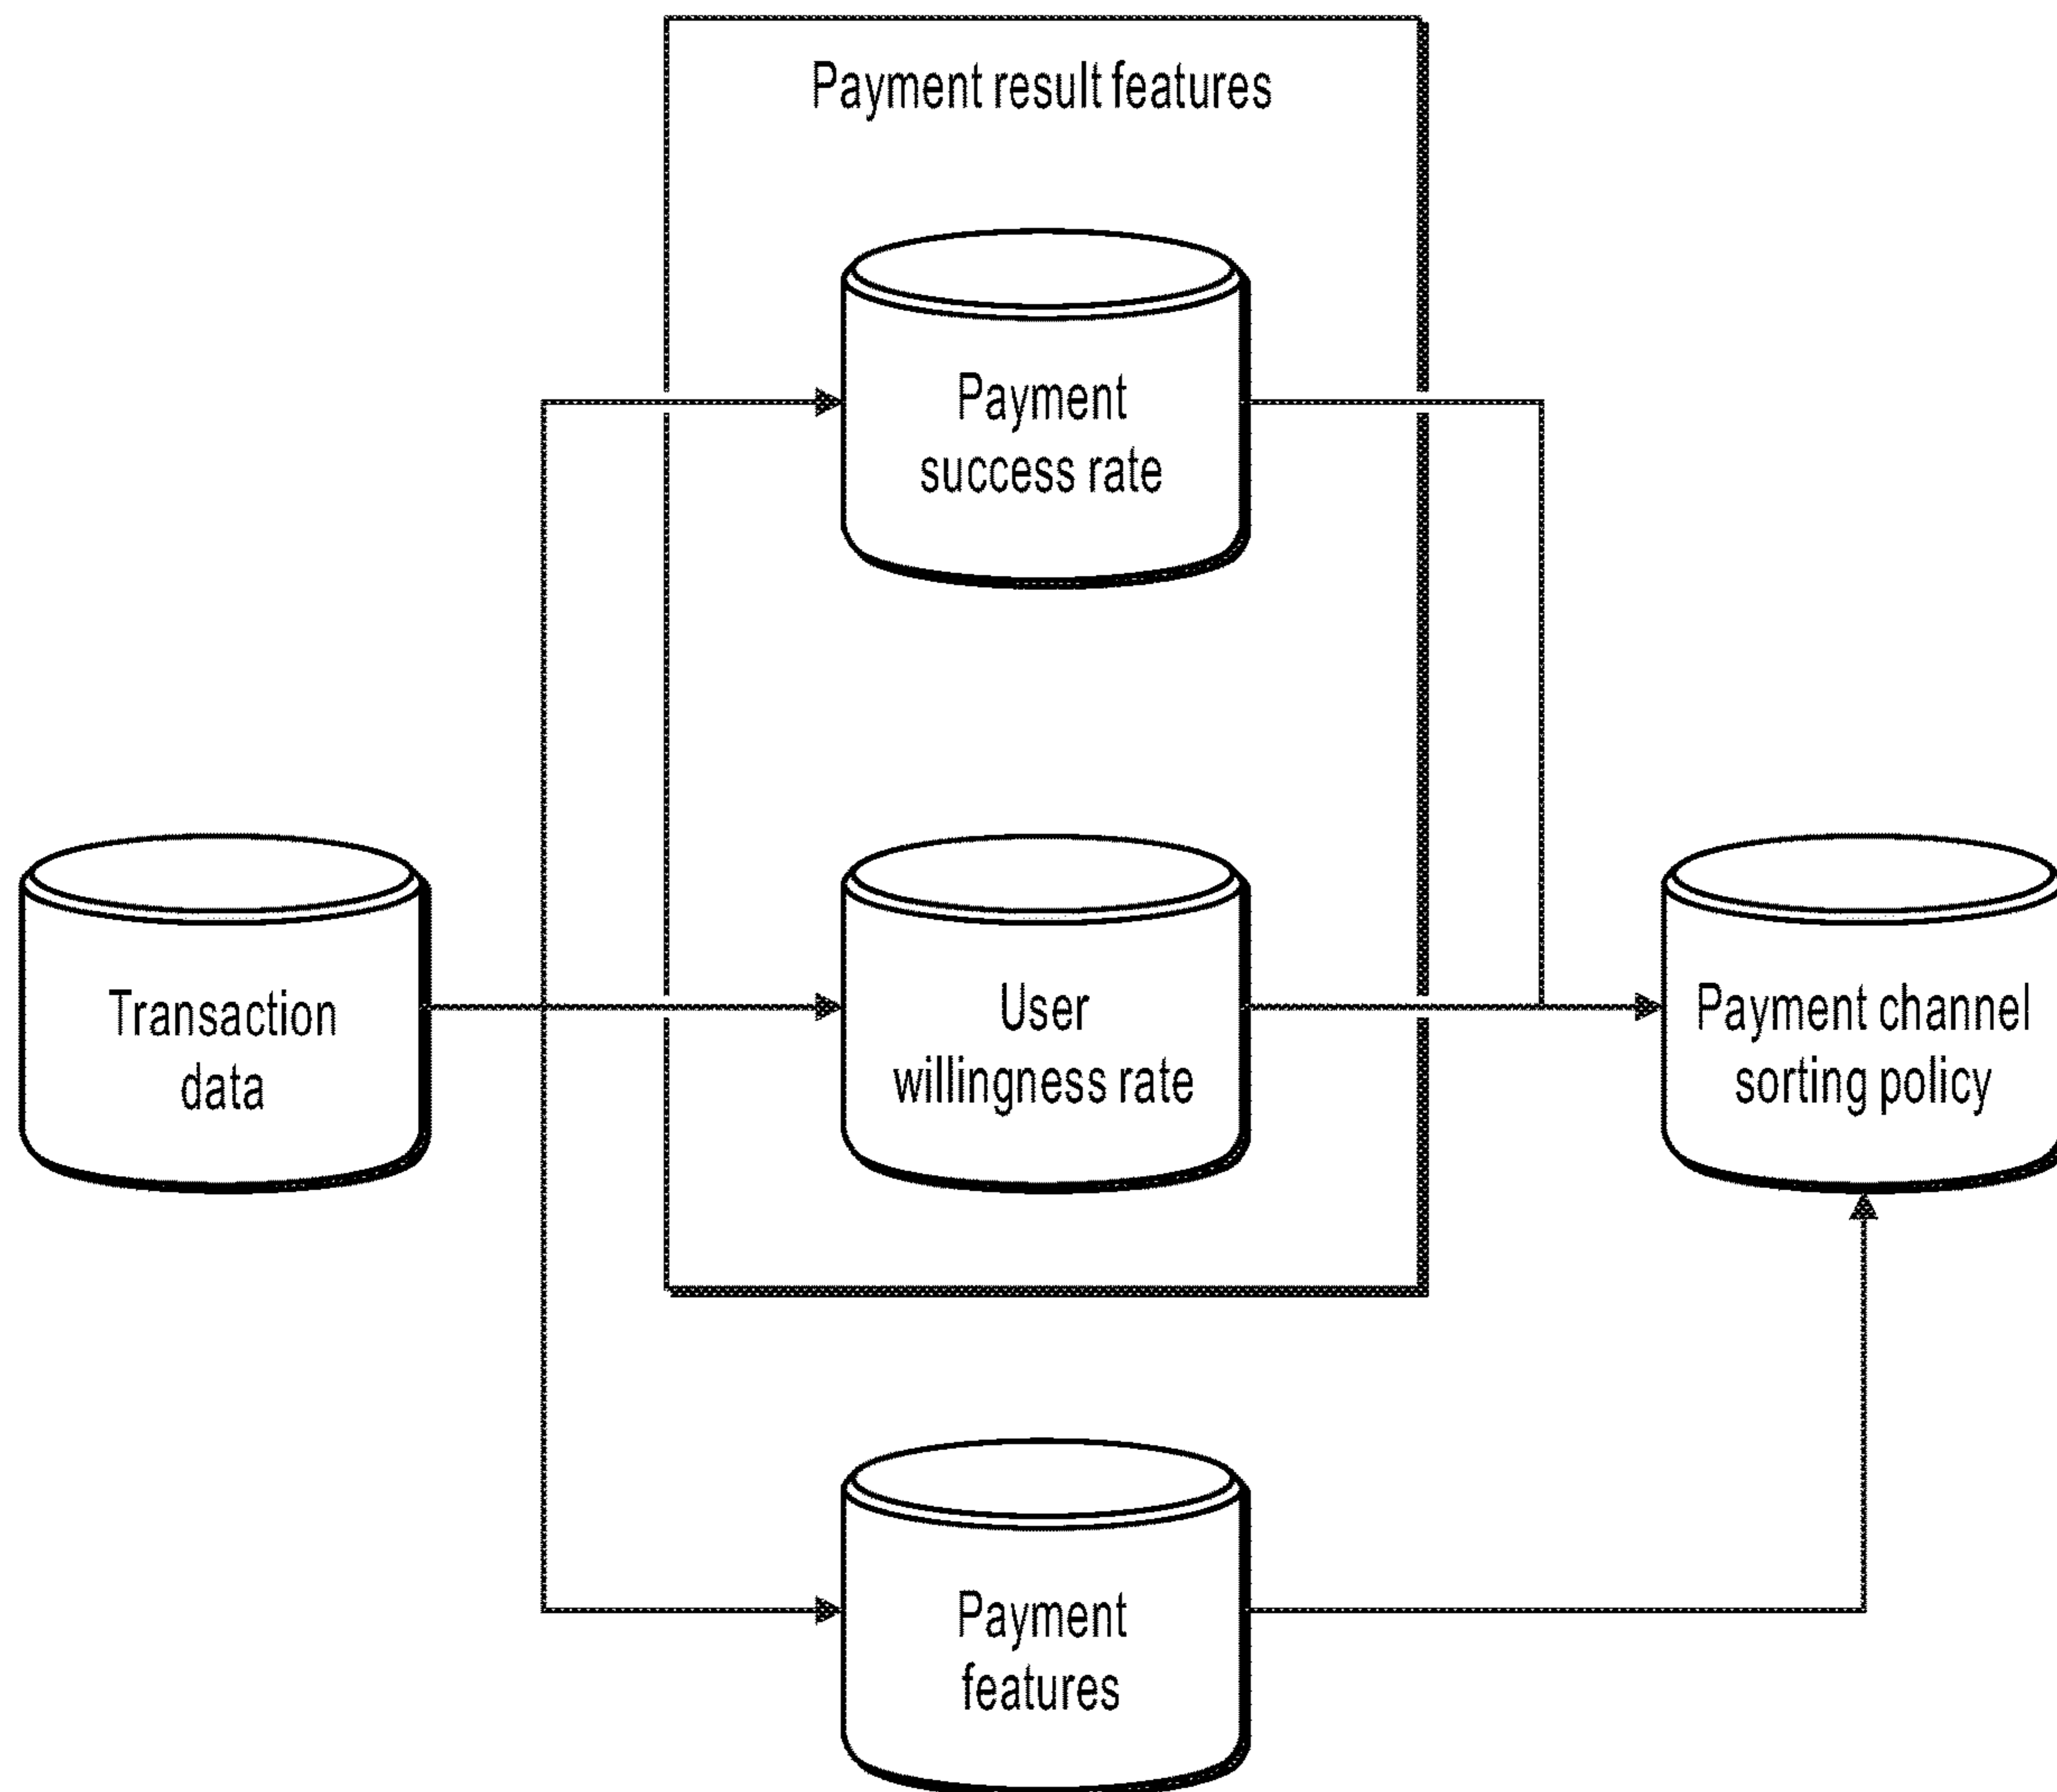 Payment result features
Payment
success rate
Transaction
data
User
willingness rate
Payment channel
sorting policy
Payment
features